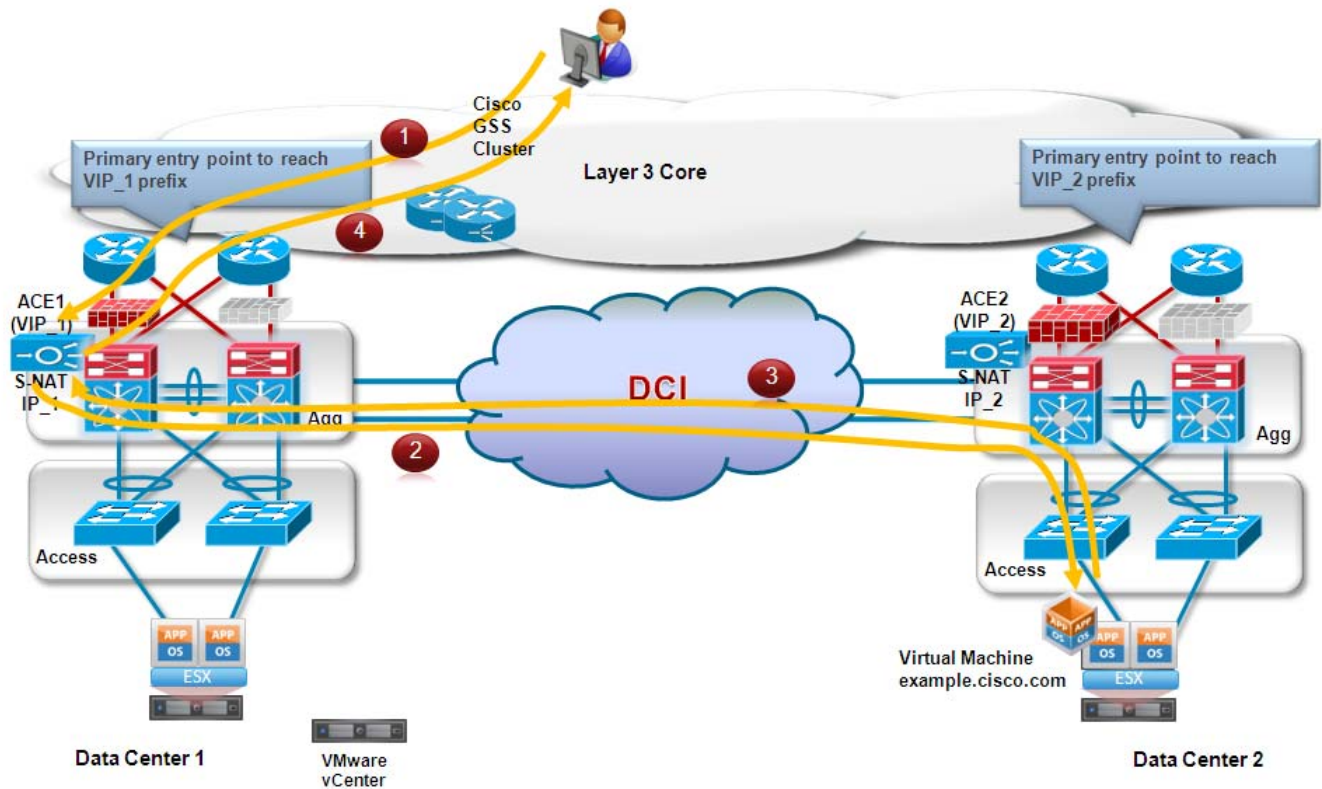 Cisco
GSS
Cluster
1
Primary entry point to reach
VIP_1 prefix
Layer 3 Core
Primary entry point to reach
VIP_2 prefix
4
ACE1
(VIP_1)
S-NAT
IP_1
Agg
DCI
3
2
ACE2
(VIP_2)
S-NAT
IP_2
Agg
Access
Access
APP
OS
APP
OS
ESX
APP
OS
APP
OS
APP
OS
APP
OS
ESX
Virtual Machine
example.cisco.com
Data Center 1
VMware
vCenter
Data Center 2